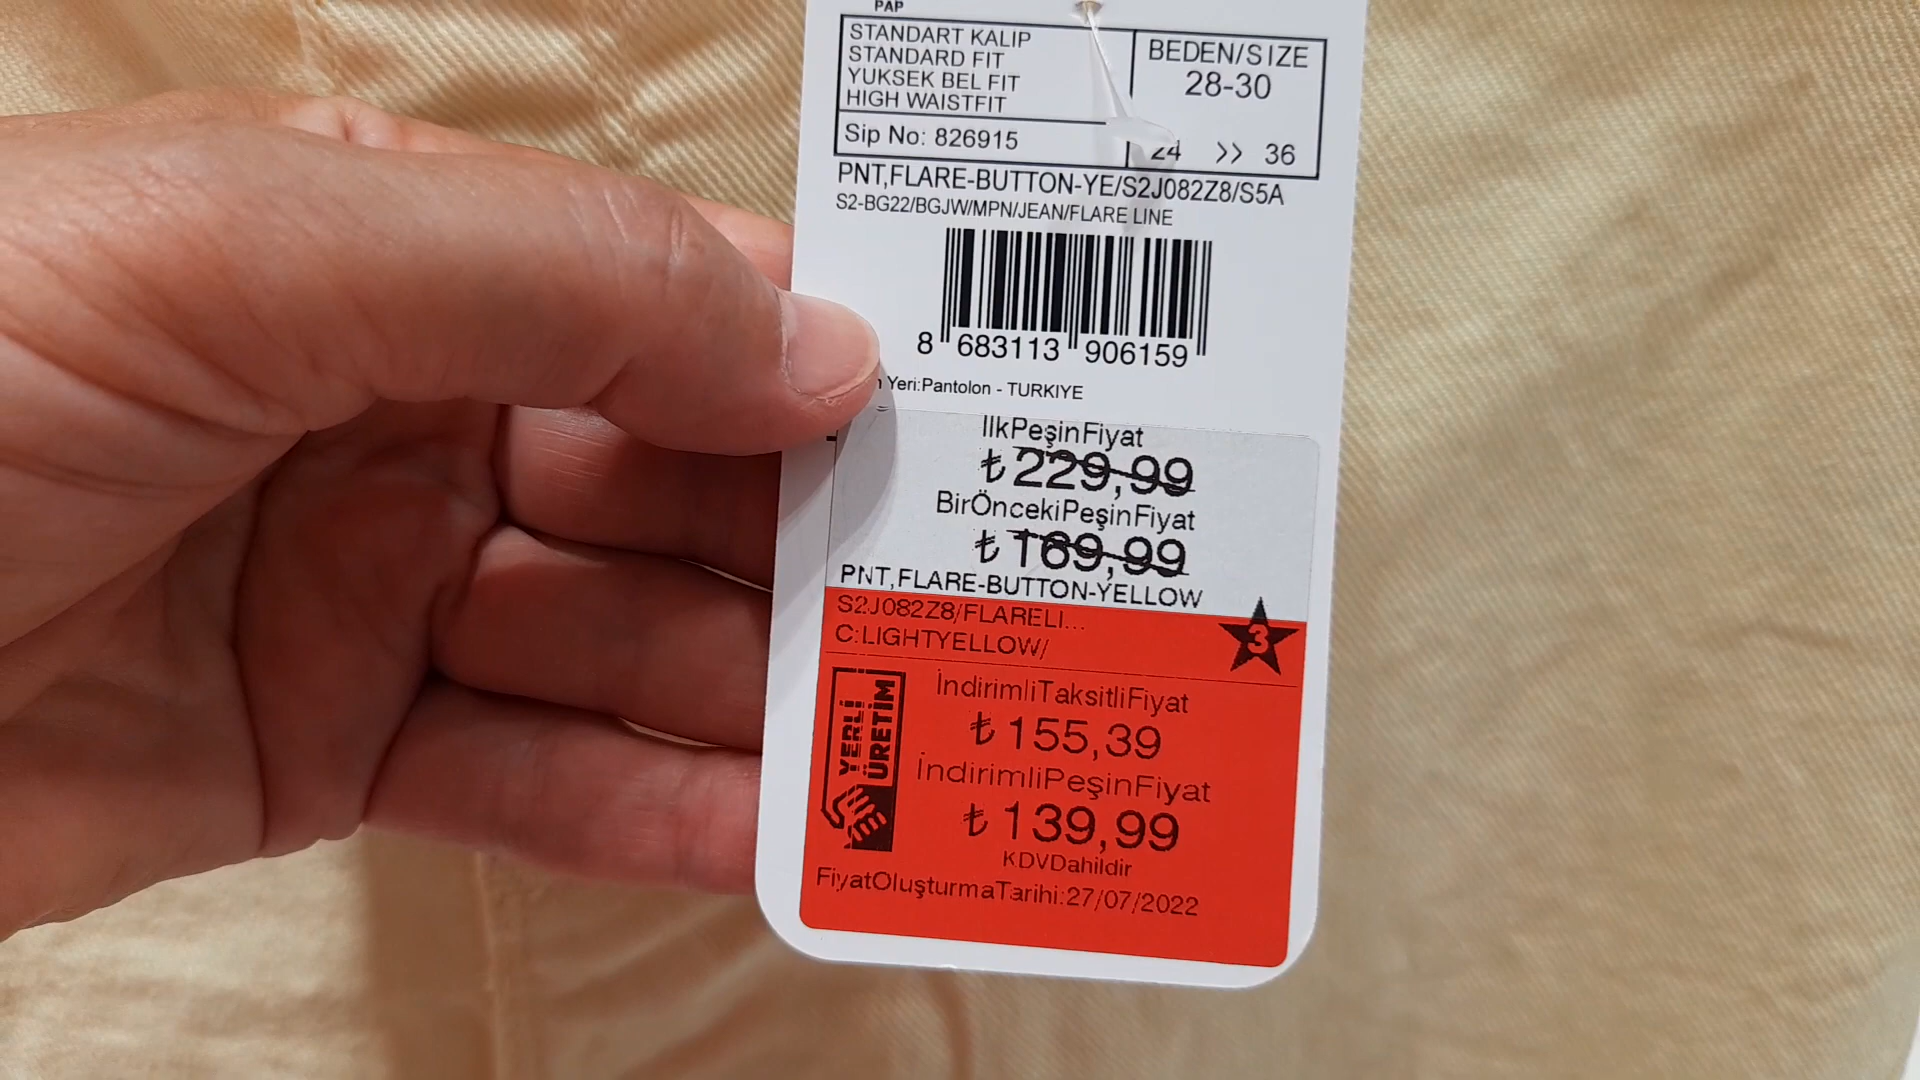 PAP
STANDART KALIP
STANDARD FIT
YUKSEK BEL FIT
HIGH WAISTFIT
BEDEN/SIZE
28-30
Sip No: 826915
24 >> 36
PNT,FLARE-BUTTON-YE/S2J082Z8/S5A
S2-BG22/BGJW/MPN/JEAN/FLARE LINE
8 683113 906159
Yeri:Pantolon - TURKIYE
İlkPeşinFiyat
₺229,99
BirÖncekiPeşinFiyat
₺169,99
PNT,FLARE-BUTTON-YELLOW
S2J082Z8/FLARELI...
C:LIGHTYELLOW/
3
YERLİ
ÜRETİM
İndirimliTaksitliFiyat
₺155,39
İndirimliPeşinFiyat
₺139,99
KDVDahildir
FiyatOluşturmaTarihi:27/07/2022